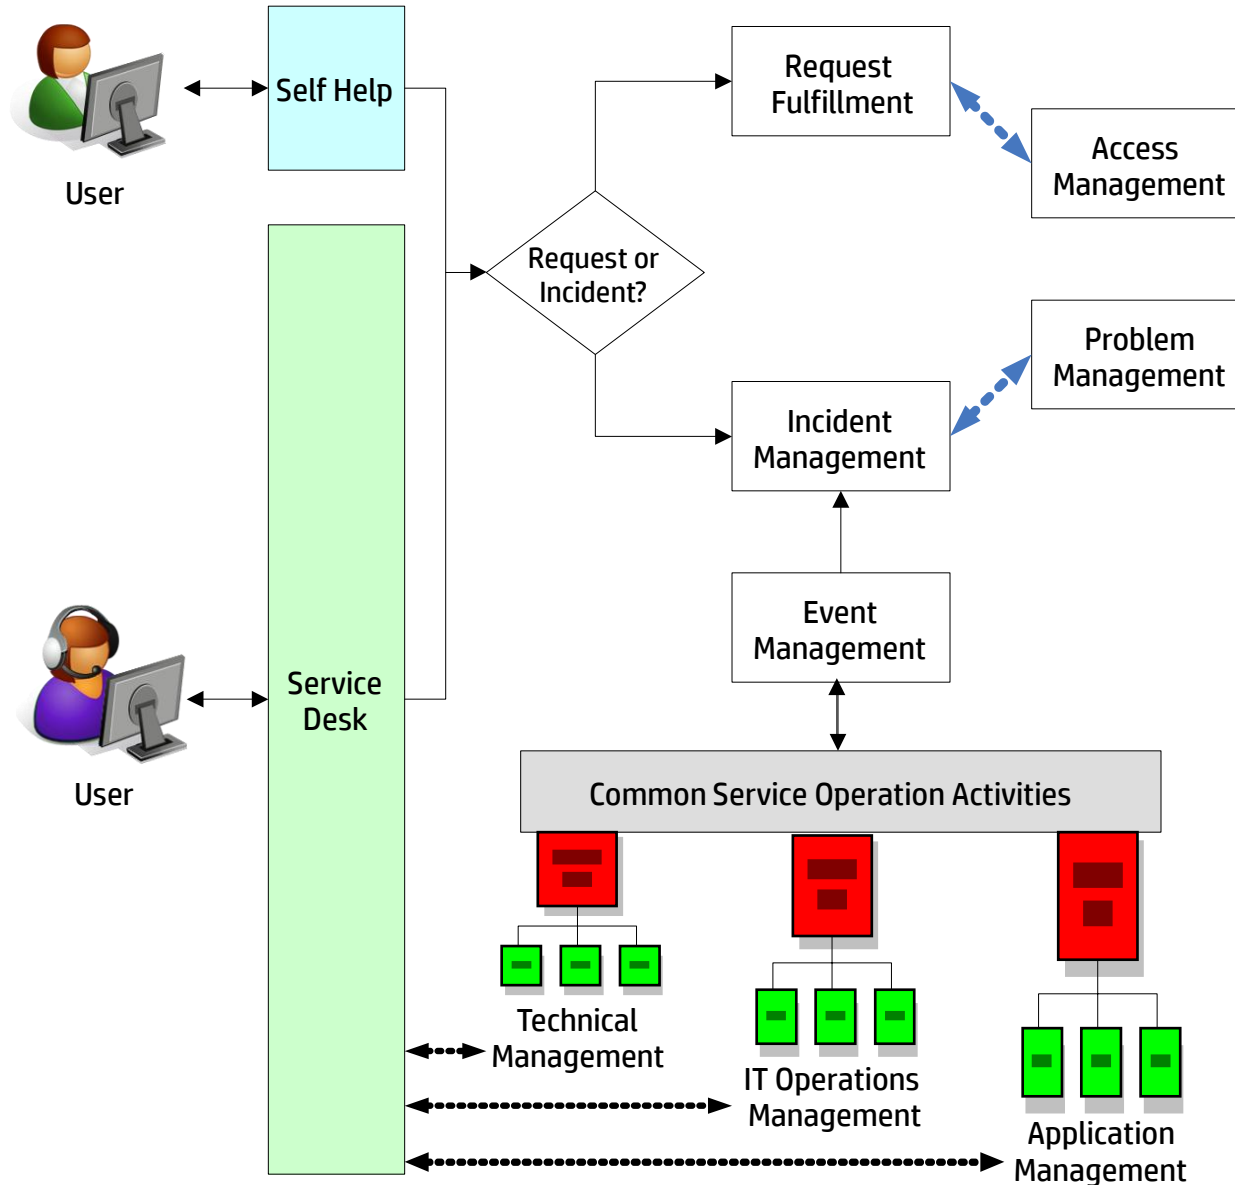 Self Help
User
Request
Fulfillment
Access
Management
Request or
Incident?
Problem
Management
Incident
Management
Event
Management
Service
Desk
User
Common Service Operation Activities
Technical
Management
IT Operations
Management
Application
Management